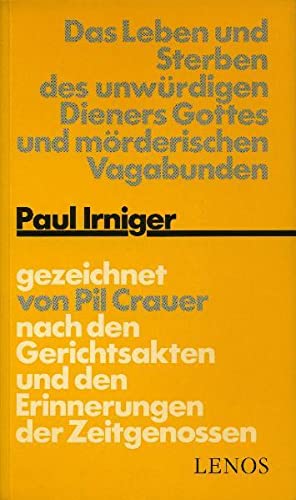 Das Leben und
Sterben
des unwürdigen
Dieners Gottes
und mörderischen
Vagabunden
Paul Irniger
gezeichnet
von Pil Crauer
nach den
Gerichtsakten
und den
Erinnerungen
der Zeitgenossen
LENOS